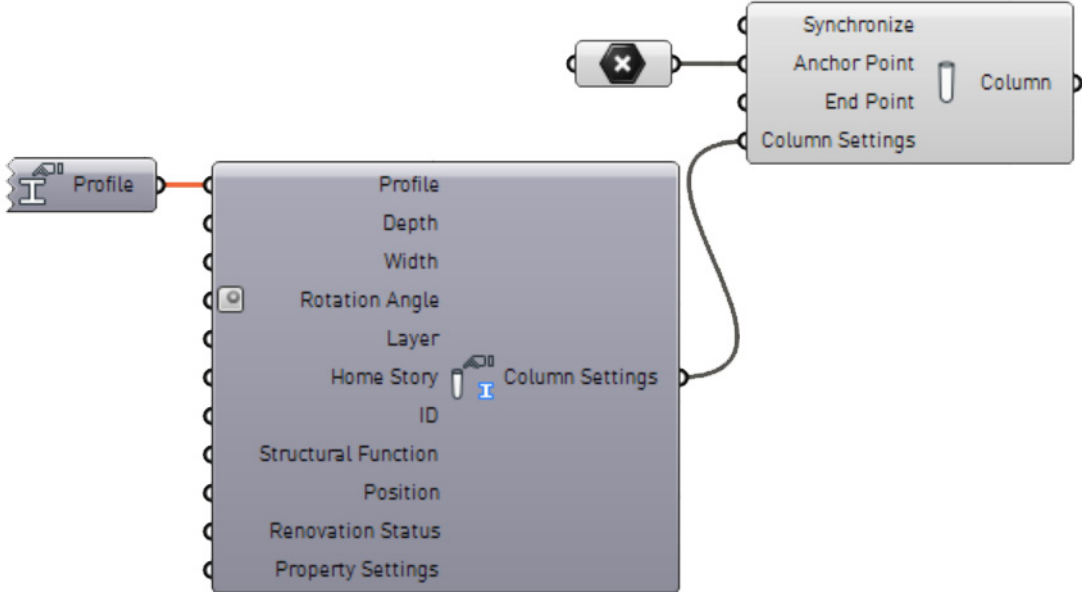 Synchronize
Anchor Point
End Point
Column Settings
Column
Profile
Profile
Depth
Width
Rotation Angle
Layer
Home Story
ID
Structural Function
Position
Renovation Status
Property Settings
Column Settings